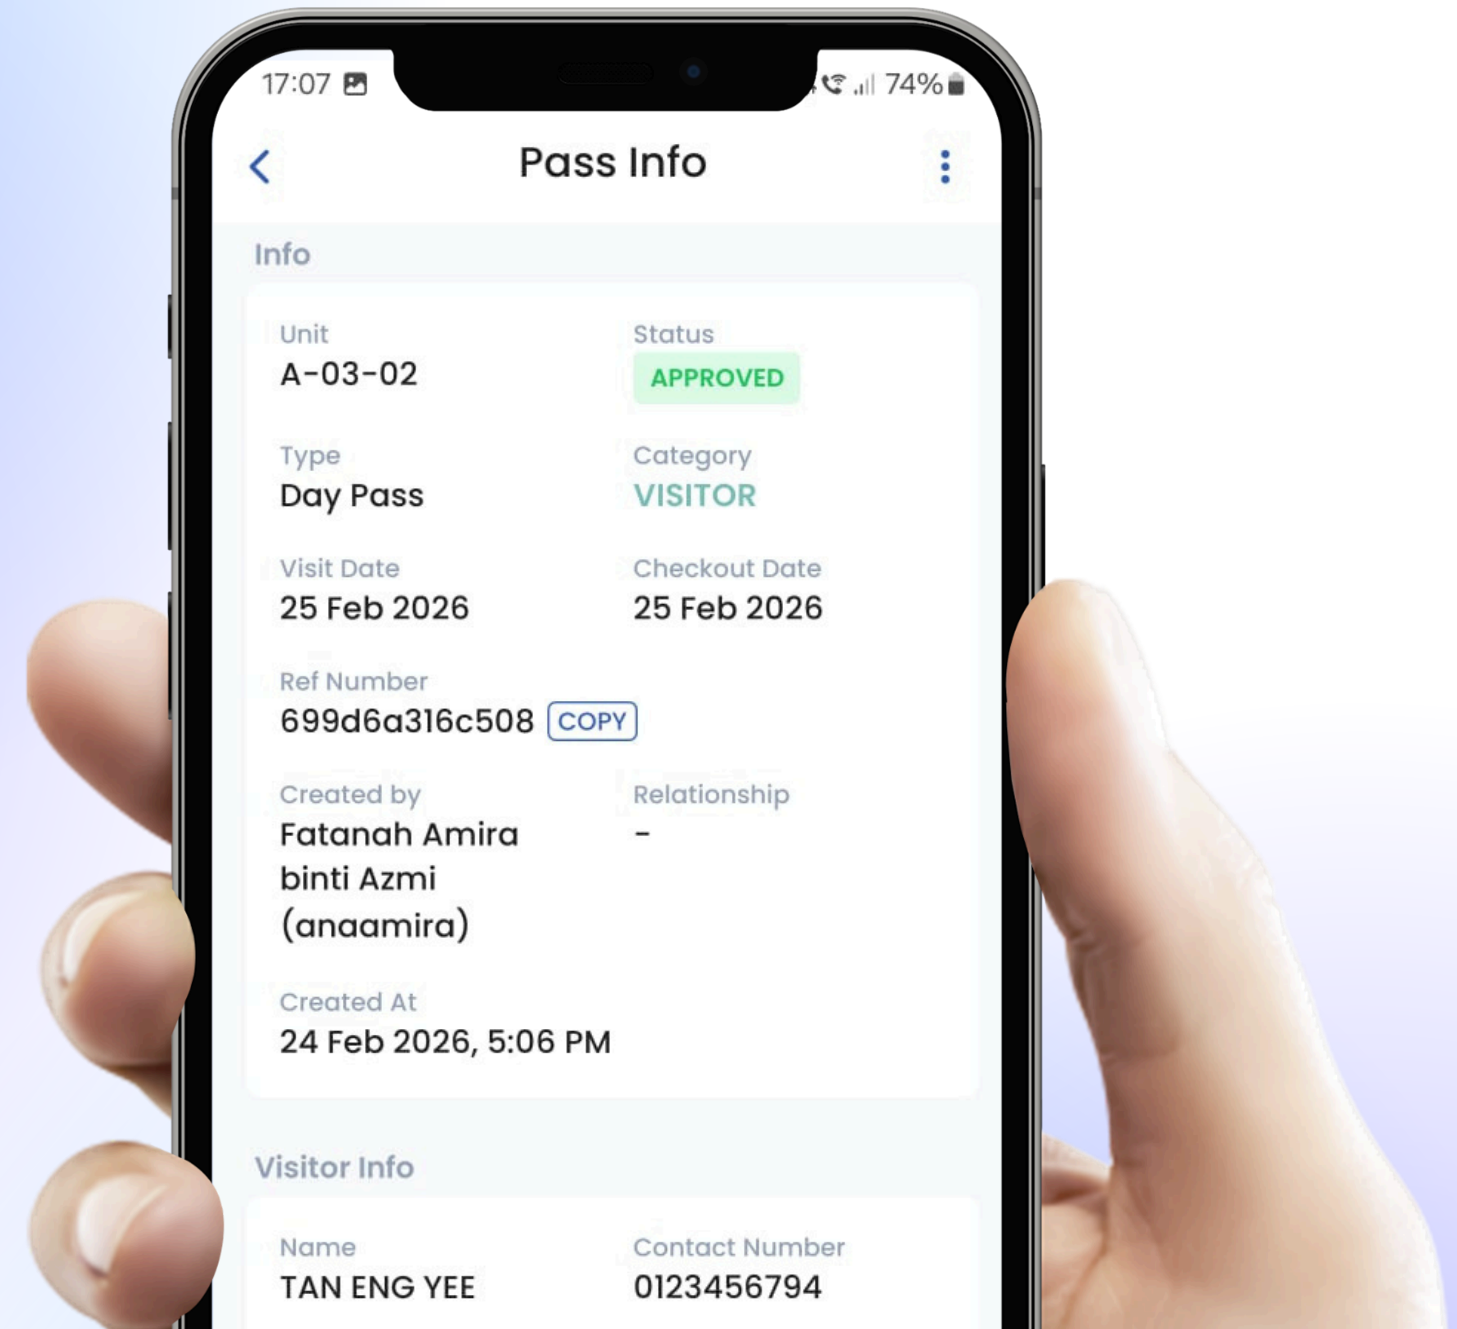 17:07
74%
Pass Info
Info
Unit
Status
A-03-02
APPROVED
Type
Category
Day Pass
VISITOR
Visit Date
Checkout Date
25 Feb 2026
25 Feb 2026
Ref Number
699d6a316c508
COPY
Created by
Relationship
Fatanah Amira
binti Azmi
(anaamira)
-
Created At
24 Feb 2026, 5:06 PM
Visitor Info
Name
Contact Number
TAN ENG YEE
0123456794